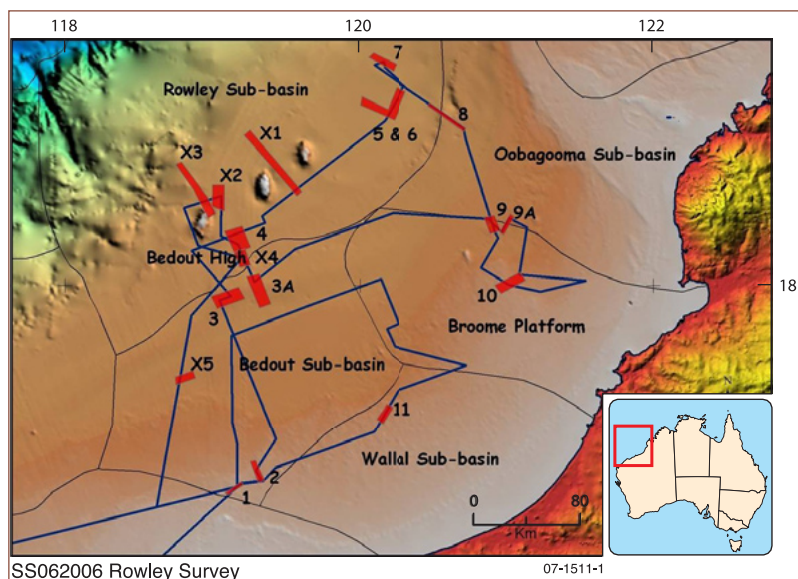 118 120 122
7
Rowley Sub-basin
8
X1
5 & 6
Oobagooma Sub-basin
X3
X2
9 9A
4
Bedout High X4
18
3A
10
3
Broome Platform
X5
Bedout Sub-basin
N
11
Wallal Sub-basin
2
1
0 80
Km
SS062006 Rowley Survey
07-1511-1